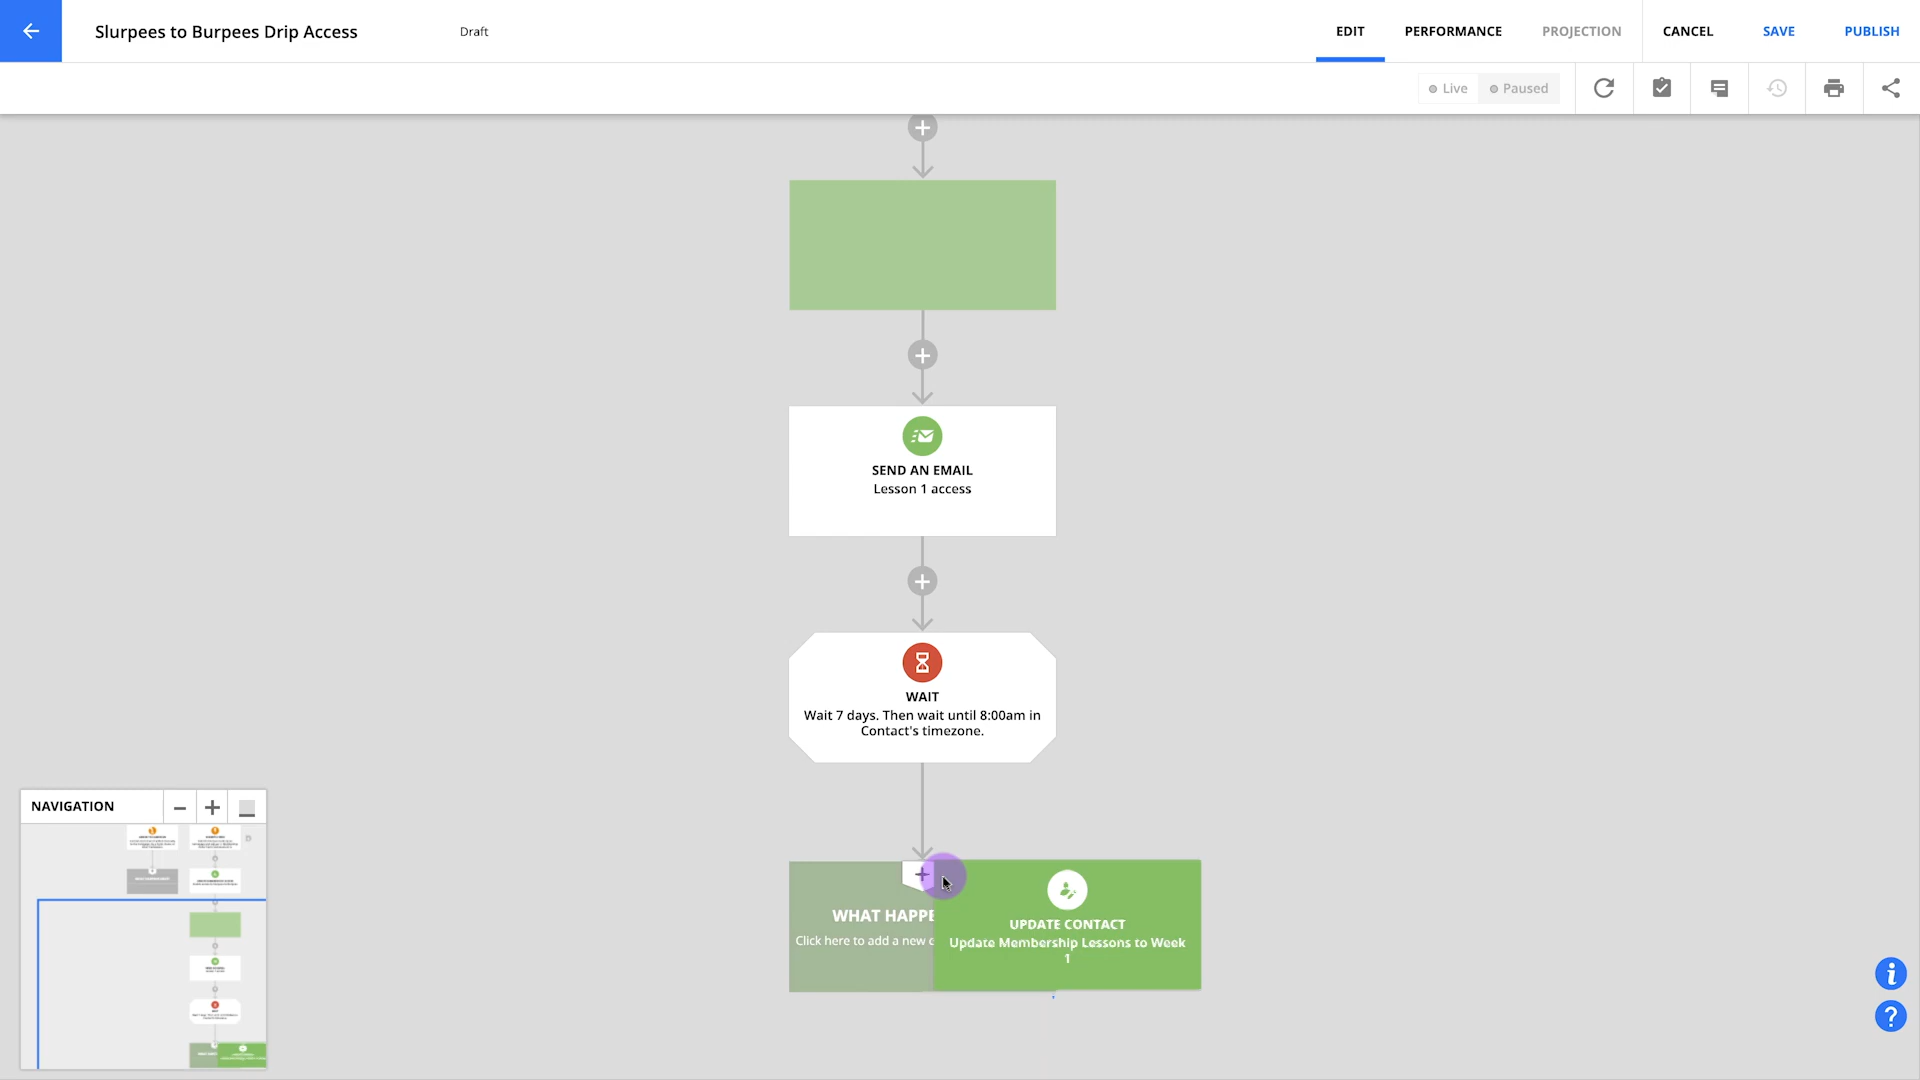 Slurpees to Burpees Drip Access
Draft
EDIT
PERFORMANCE
PROJECTION
CANCEL
SAVE
PUBLISH
Live
Paused
SEND AN EMAIL
Lesson 1 access
WAIT
Wait 7 days. Then wait until 8:00am in
Contact's timezone.
WHAT HAPPE
Click here to add a new
UPDATE CONTACT
Update Membership Lessons to Week
1
NAVIGATION